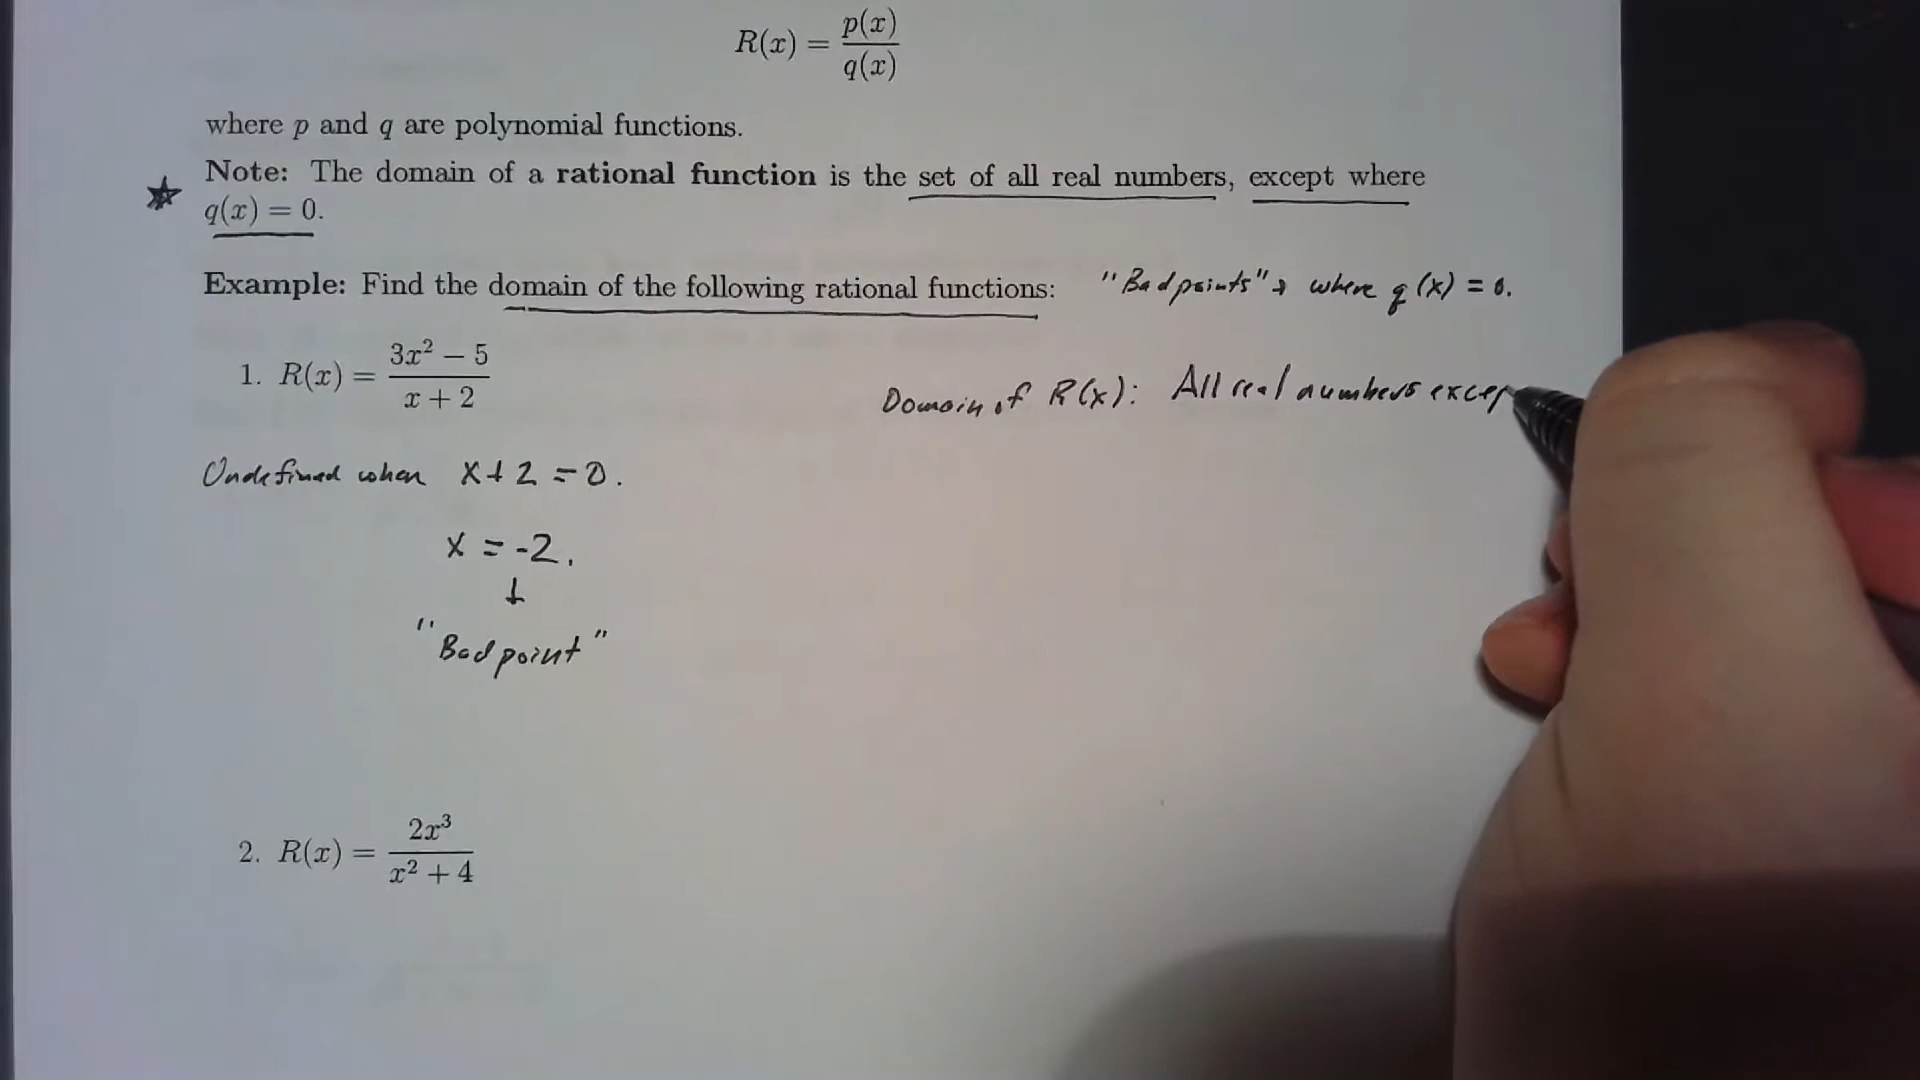 R(x) = p(x)/q(x)
where p and q are polynomial functions.
Note: The domain of a rational function is the set of all real numbers, except where
q(x) = 0.
Example: Find the domain of the following rational functions: "Bad points" → where q(x) = 0.
1. R(x) = (3x² − 5)/(x + 2)
Domain of R(x): All real numbers excep
Undefined when x + 2 = 0.
x = -2.
↓
"Bad point"
2. R(x) = 2x³/(x² + 4)